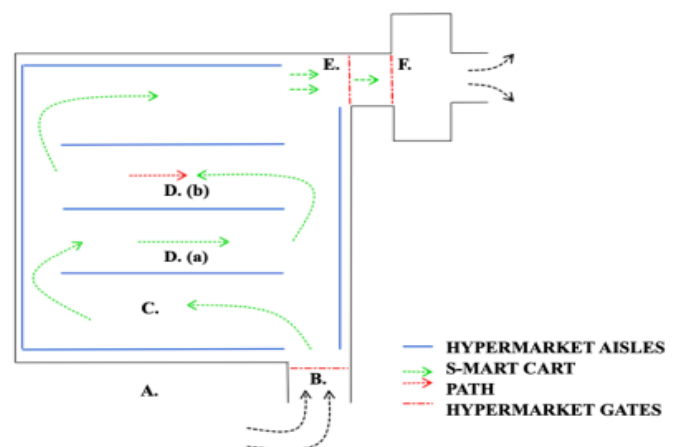 E.
F.
D. (b)
D. (a)
C.
B.
A.
HYPERMARKET AISLES
S-MART CART
PATH
HYPERMARKET GATES